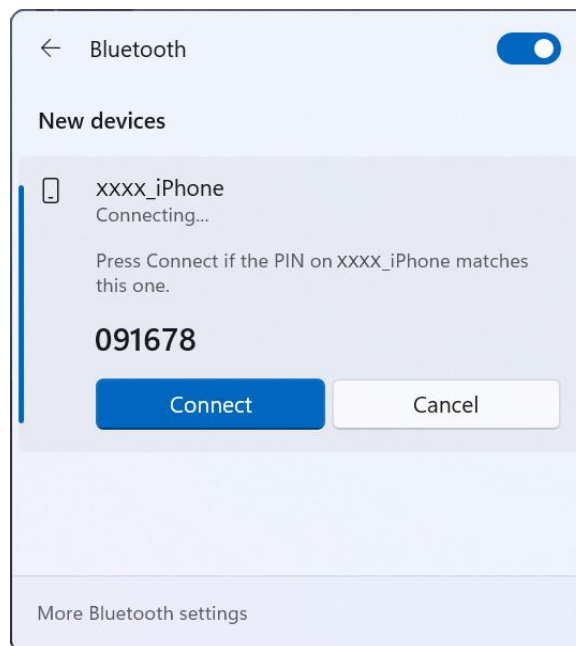 Bluetooth
New devices
xxxx_iPhone
Connecting...
Press Connect if the PIN on XXXX_iPhone matches
this one.
091678
Connect
Cancel
More Bluetooth settings